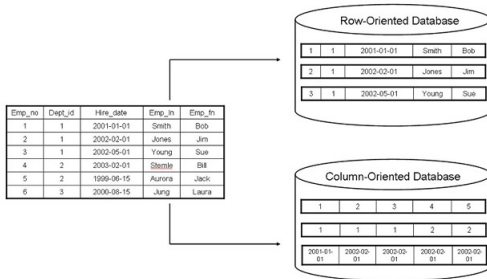 Row-Oriented Database
1 1 2001-01-01 Smith Bob
2 1 2002-02-01 Jones Jim
3 1 2002-05-01 Young Sue
Emp_no Dept_id Hire_date Emp_ln Emp_fn
1 1 2001-01-01 Smith Bob
2 1 2002-02-01 Jones Jim
3 1 2002-05-01 Young Sue
4 2 2003-02-01 Stemle Bill
5 2 1999-06-15 Aurora Jack
6 3 2000-08-15 Jung Laura
Column-Oriented Database
1 2 3 4 5
1 1 1 2 2
2001-01- 2002-02- 2002-02- 2002-02- 2002-02-
01 01 01 01 01